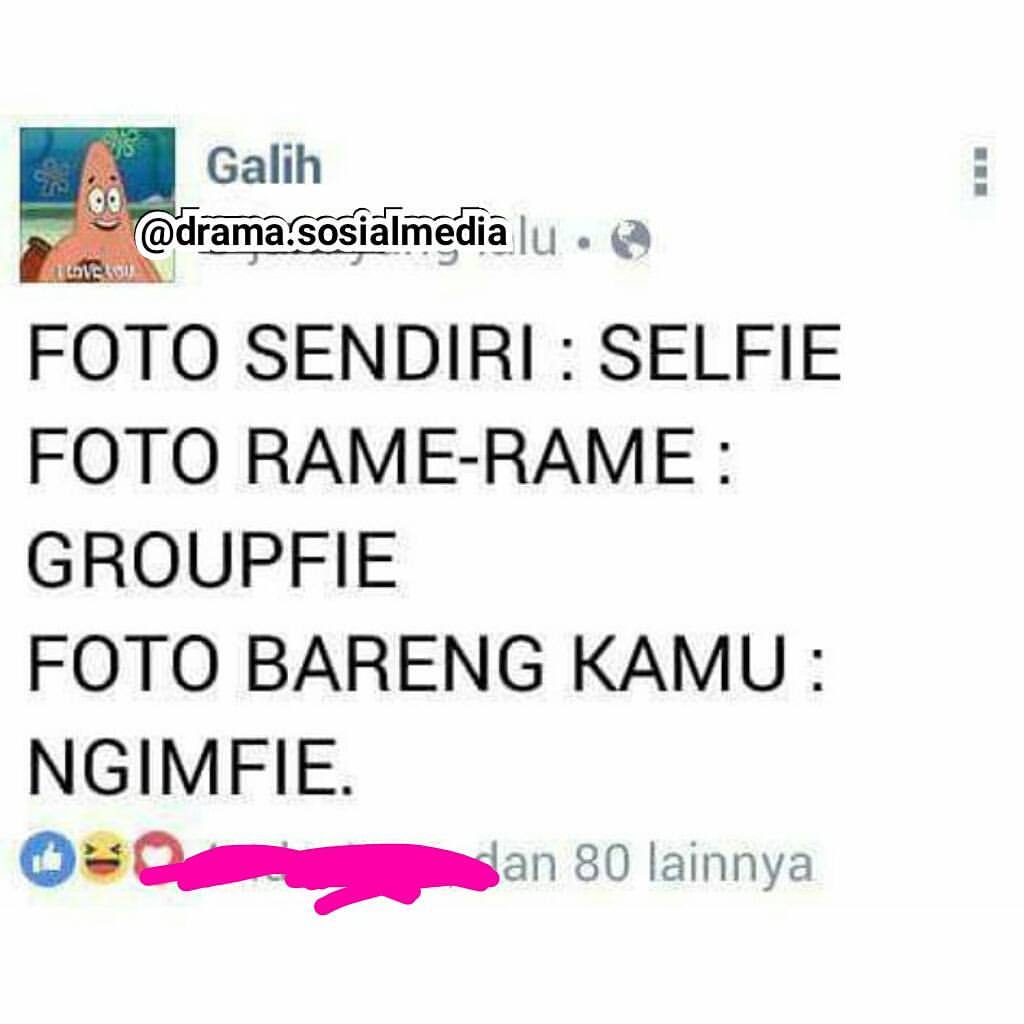 Galih
@drama.sosialmedia lalu
I LOVE YOU
FOTO SENDIRI : SELFIE
FOTO RAME-RAME :
GROUPFIE
FOTO BARENG KAMU :
NGIMFIE.
dan 80 lainnya